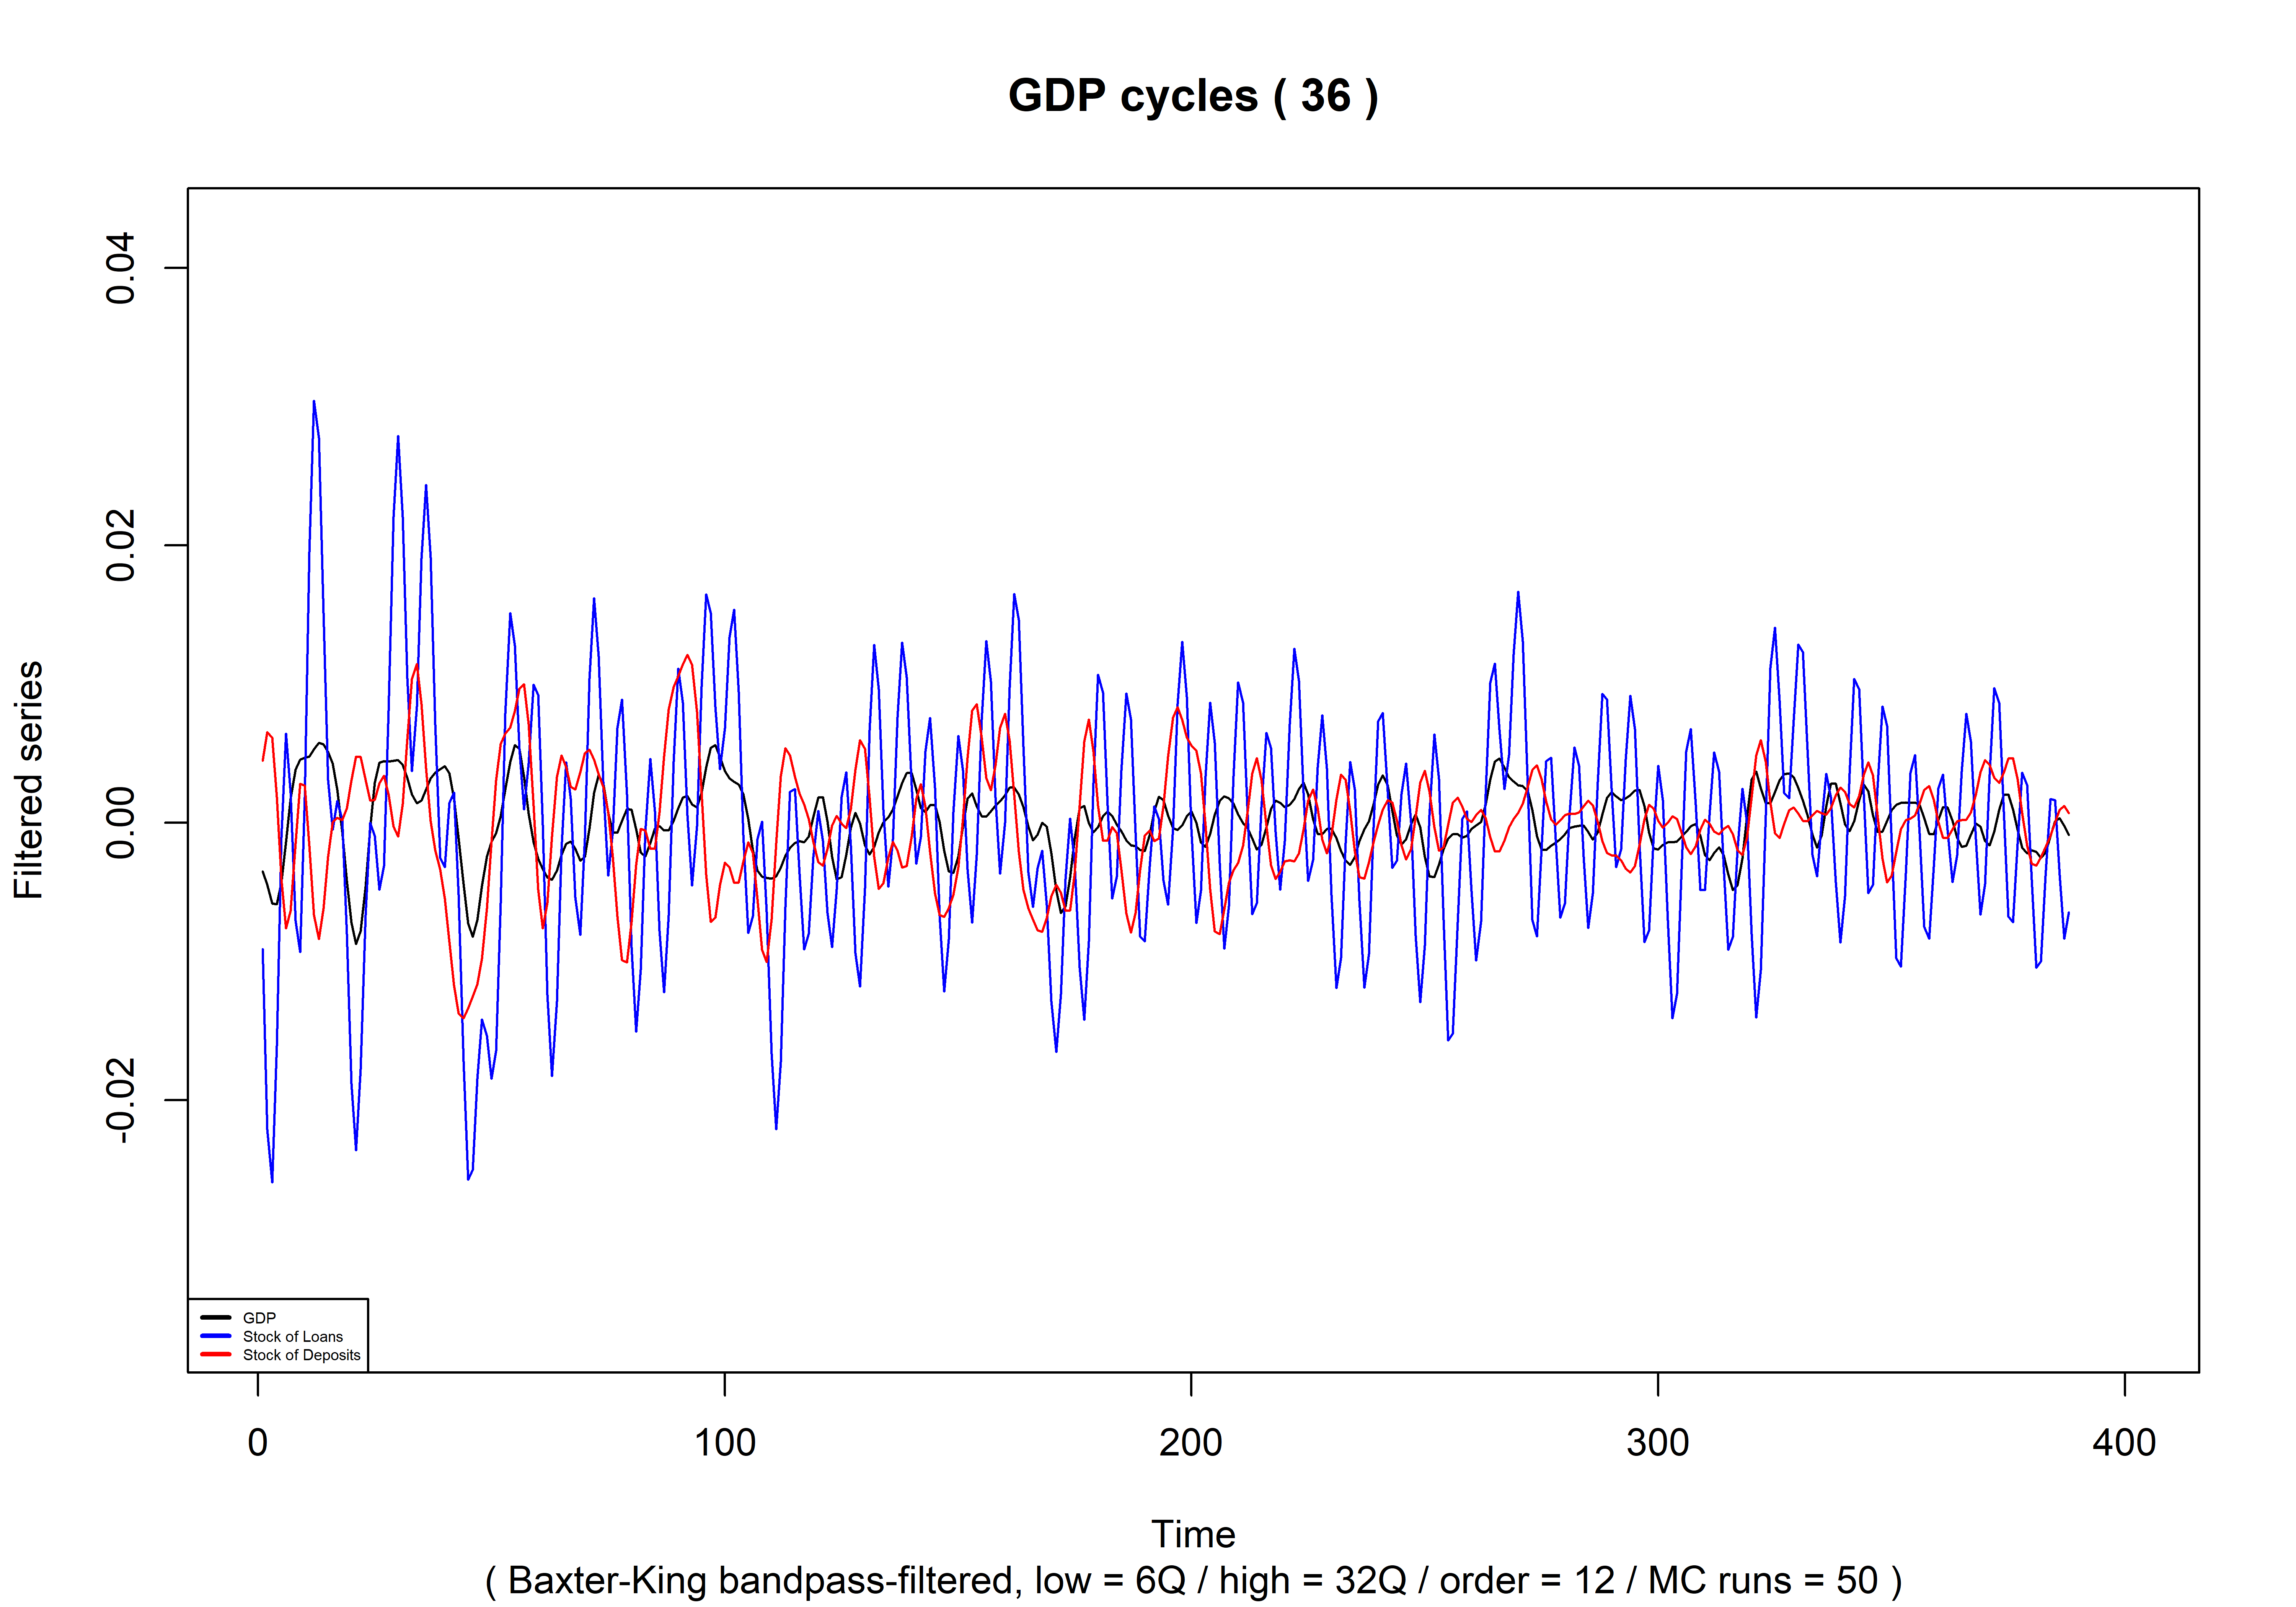 GDP cycles ( 36 )
Filtered series
0.04
0.02
0.00
-0.02
GDP
Stock of Loans
Stock of Deposits
0 100 200 300 400
Time
( Baxter-King bandpass-filtered, low = 6Q / high = 32Q / order = 12 / MC runs = 50 )